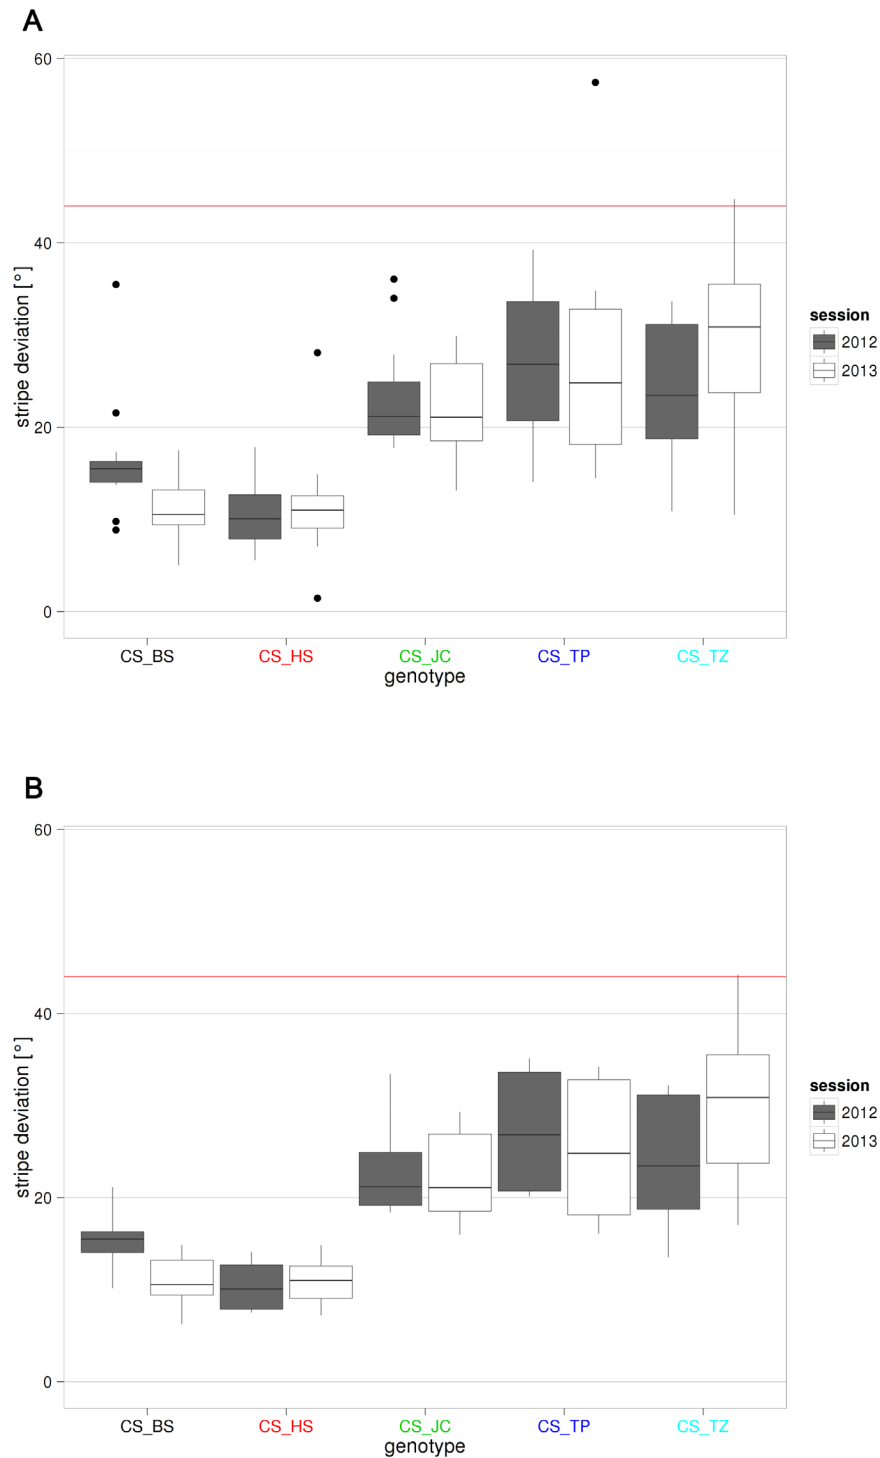 A
60
40
20
0
stripe deviation [°]
CS_BS CS_HS CS_JC CS_TP CS_TZ
genotype
session
2012
2013
B
60
40
20
0
stripe deviation [°]
CS_BS CS_HS CS_JC CS_TP CS_TZ
genotype
session
2012
2013